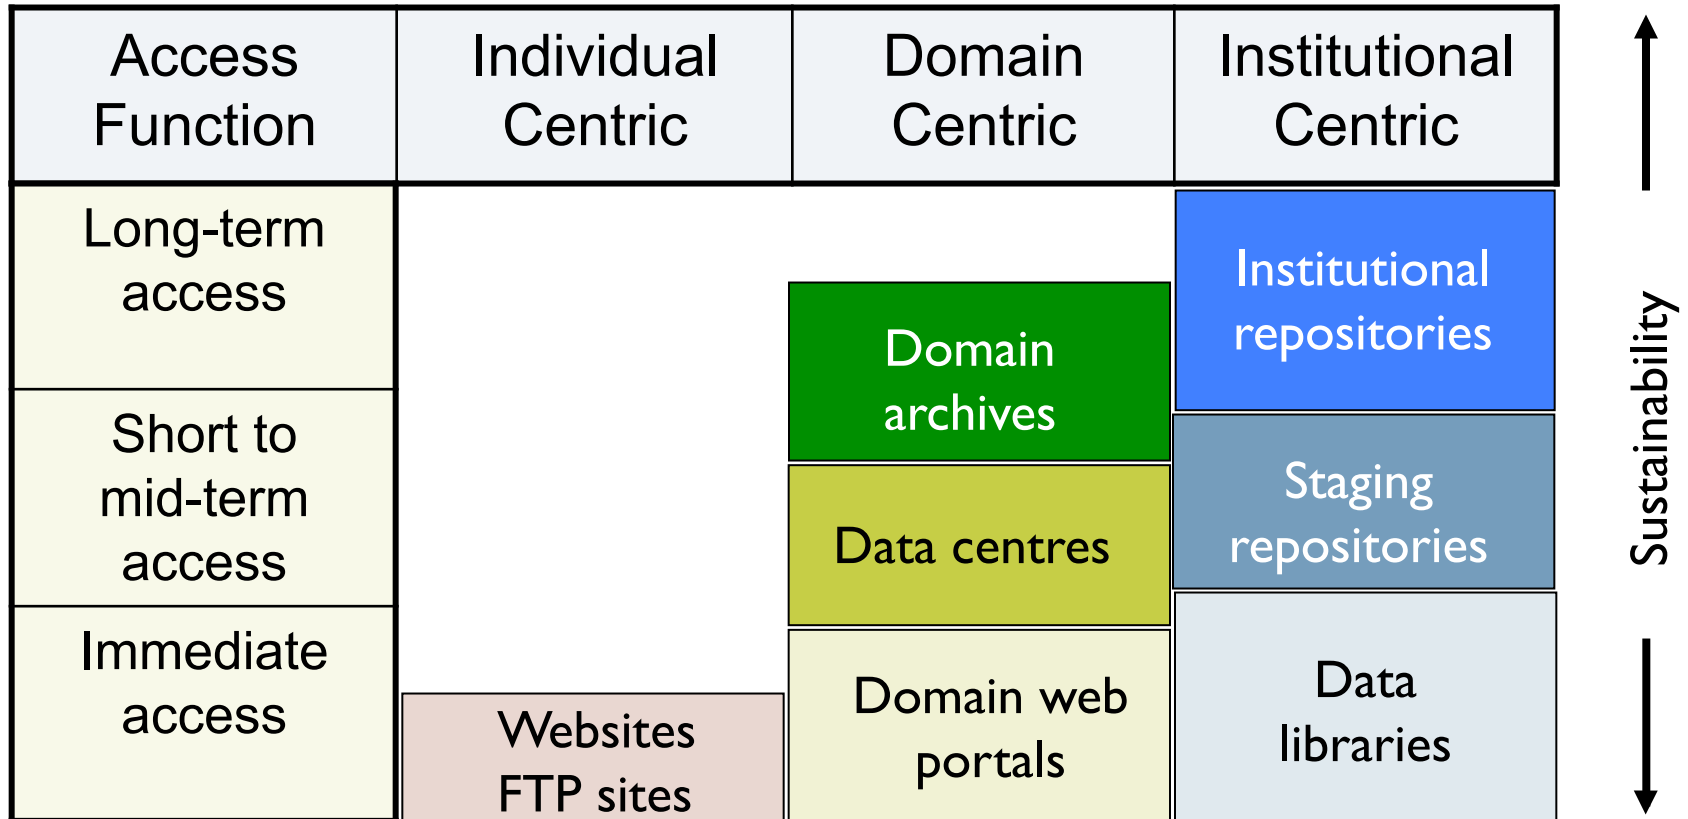 Access
Function
Individual
Centric
Domain
Centric
Institutional
Centric
Long-term
access
Short to
mid-term
access
Immediate
access
Websites
FTP sites
Domain
archives
Data centres
Domain web
portals
Institutional
repositories
Staging
repositories
Data
libraries
Sustainability